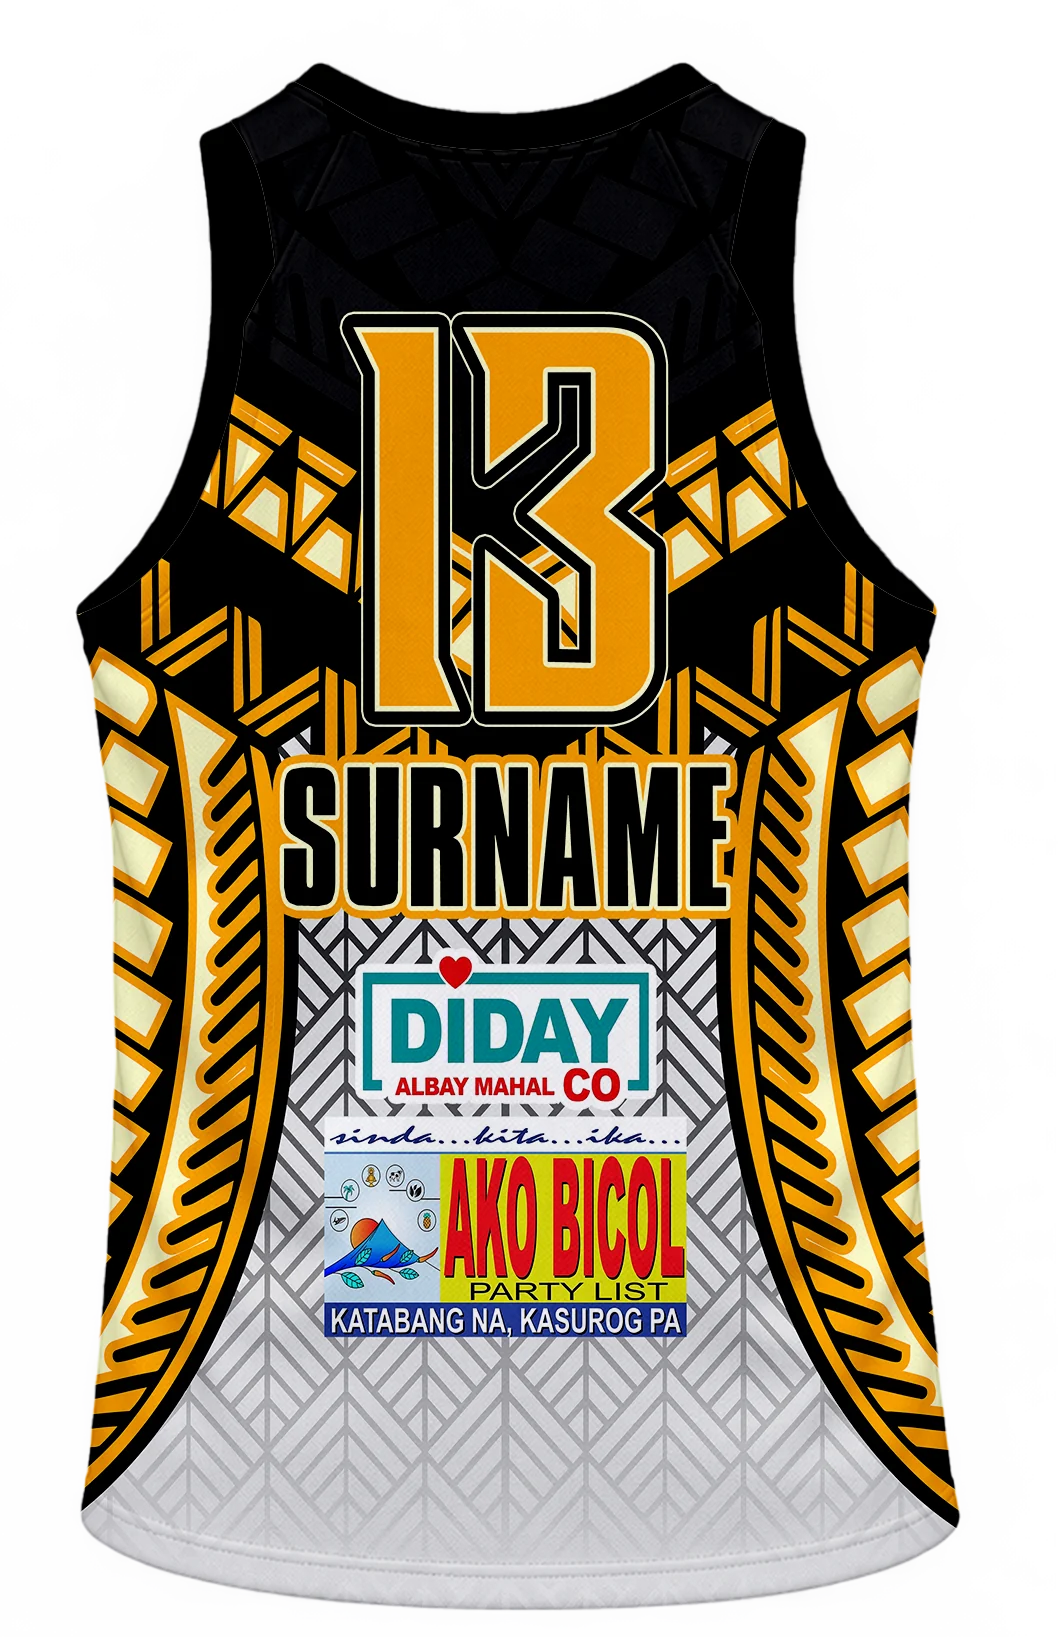 13
SURNAME
DiDAY
ALBAY MAHAL CO
sinda...kita...ika...
AKO BICOL
PARTY LIST
KATABANG NA, KASUROG PA